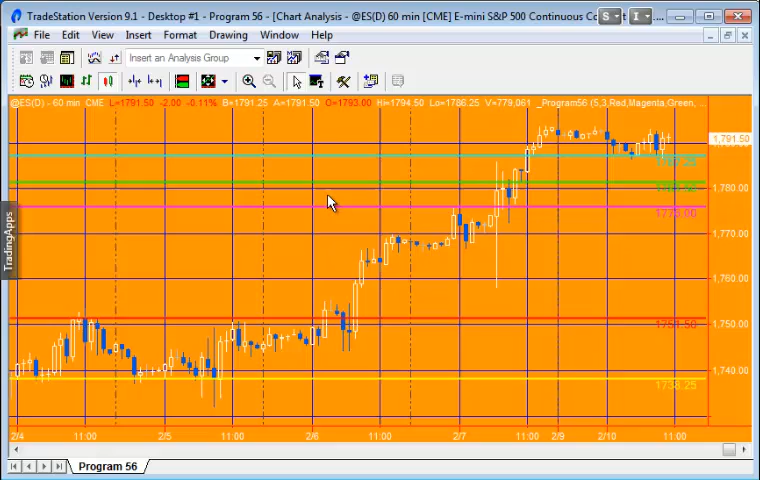 TradeStation Version 9.1 - Desktop #1 - Program 56 - [Chart Analysis - @ES(D) 60 min [CME] E-mini S&P 500 Continuous Co
S
I
File Edit View Insert Format Drawing Window Help
Insert an Analysis Group
@ES(D) - 60 min CME L=1791.50 -2.00 -0.11% B=1791.25 A=1791.50 O=1793.00 Hi=1794.50 Lo=1786.25 V=779,061 _Program56 (5,3,Red,Magenta,Green, ...
1,791.50
1,780.00
1776.00
1,770.00
TradingApps
1,760.00
1751.50
1,750.00
1,740.00
1738.25
2/4 11:00 2/5 11:00 2/6 11:00 2/7 11:00 2/9 2/10 11:00
Program 56